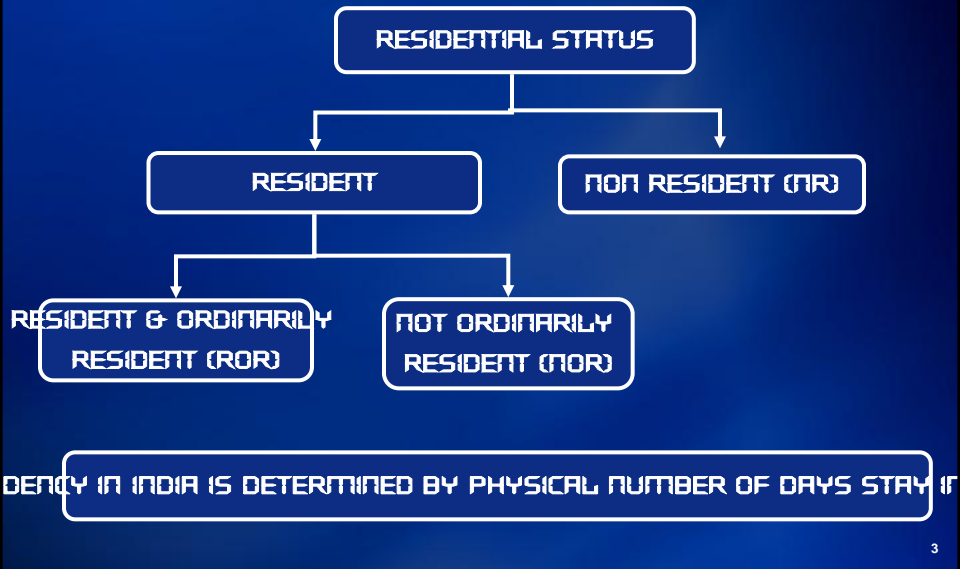 RESIDENTIAL STATUS
RESIDENT
NON RESIDENT (NR)
RESIDENT & ORDINARILY
RESIDENT (ROR)
NOT ORDINARILY
RESIDENT (NOR)
DENCY IN INDIA IS DETERMINED BY PHYSICAL NUMBER OF DAYS STAY
3